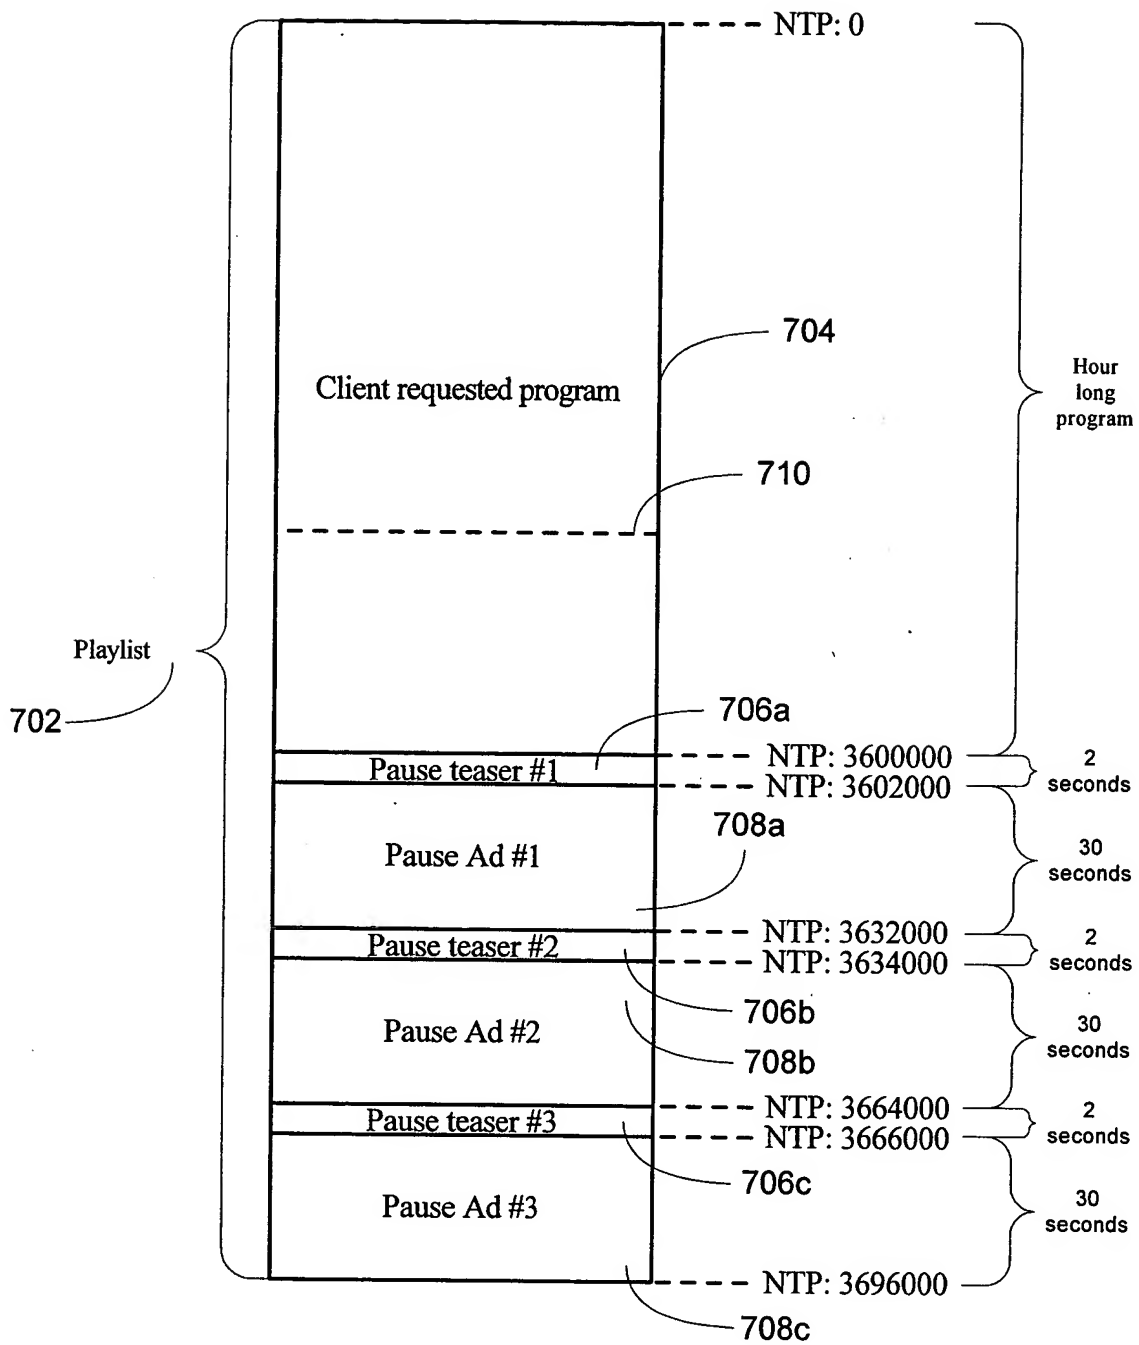 NTP: 0
704
Client requested program
Hour
long
program
710
Playlist
702
706a
NTP: 3600000
Pause teaser #1
2
seconds
NTP: 3602000
708a
Pause Ad #1
30
seconds
NTP: 3632000
Pause teaser #2
2
seconds
NTP: 3634000
706b
Pause Ad #2
30
seconds
708b
NTP: 3664000
Pause teaser #3
2
seconds
NTP: 3666000
706c
Pause Ad #3
30
seconds
NTP: 3696000
708c